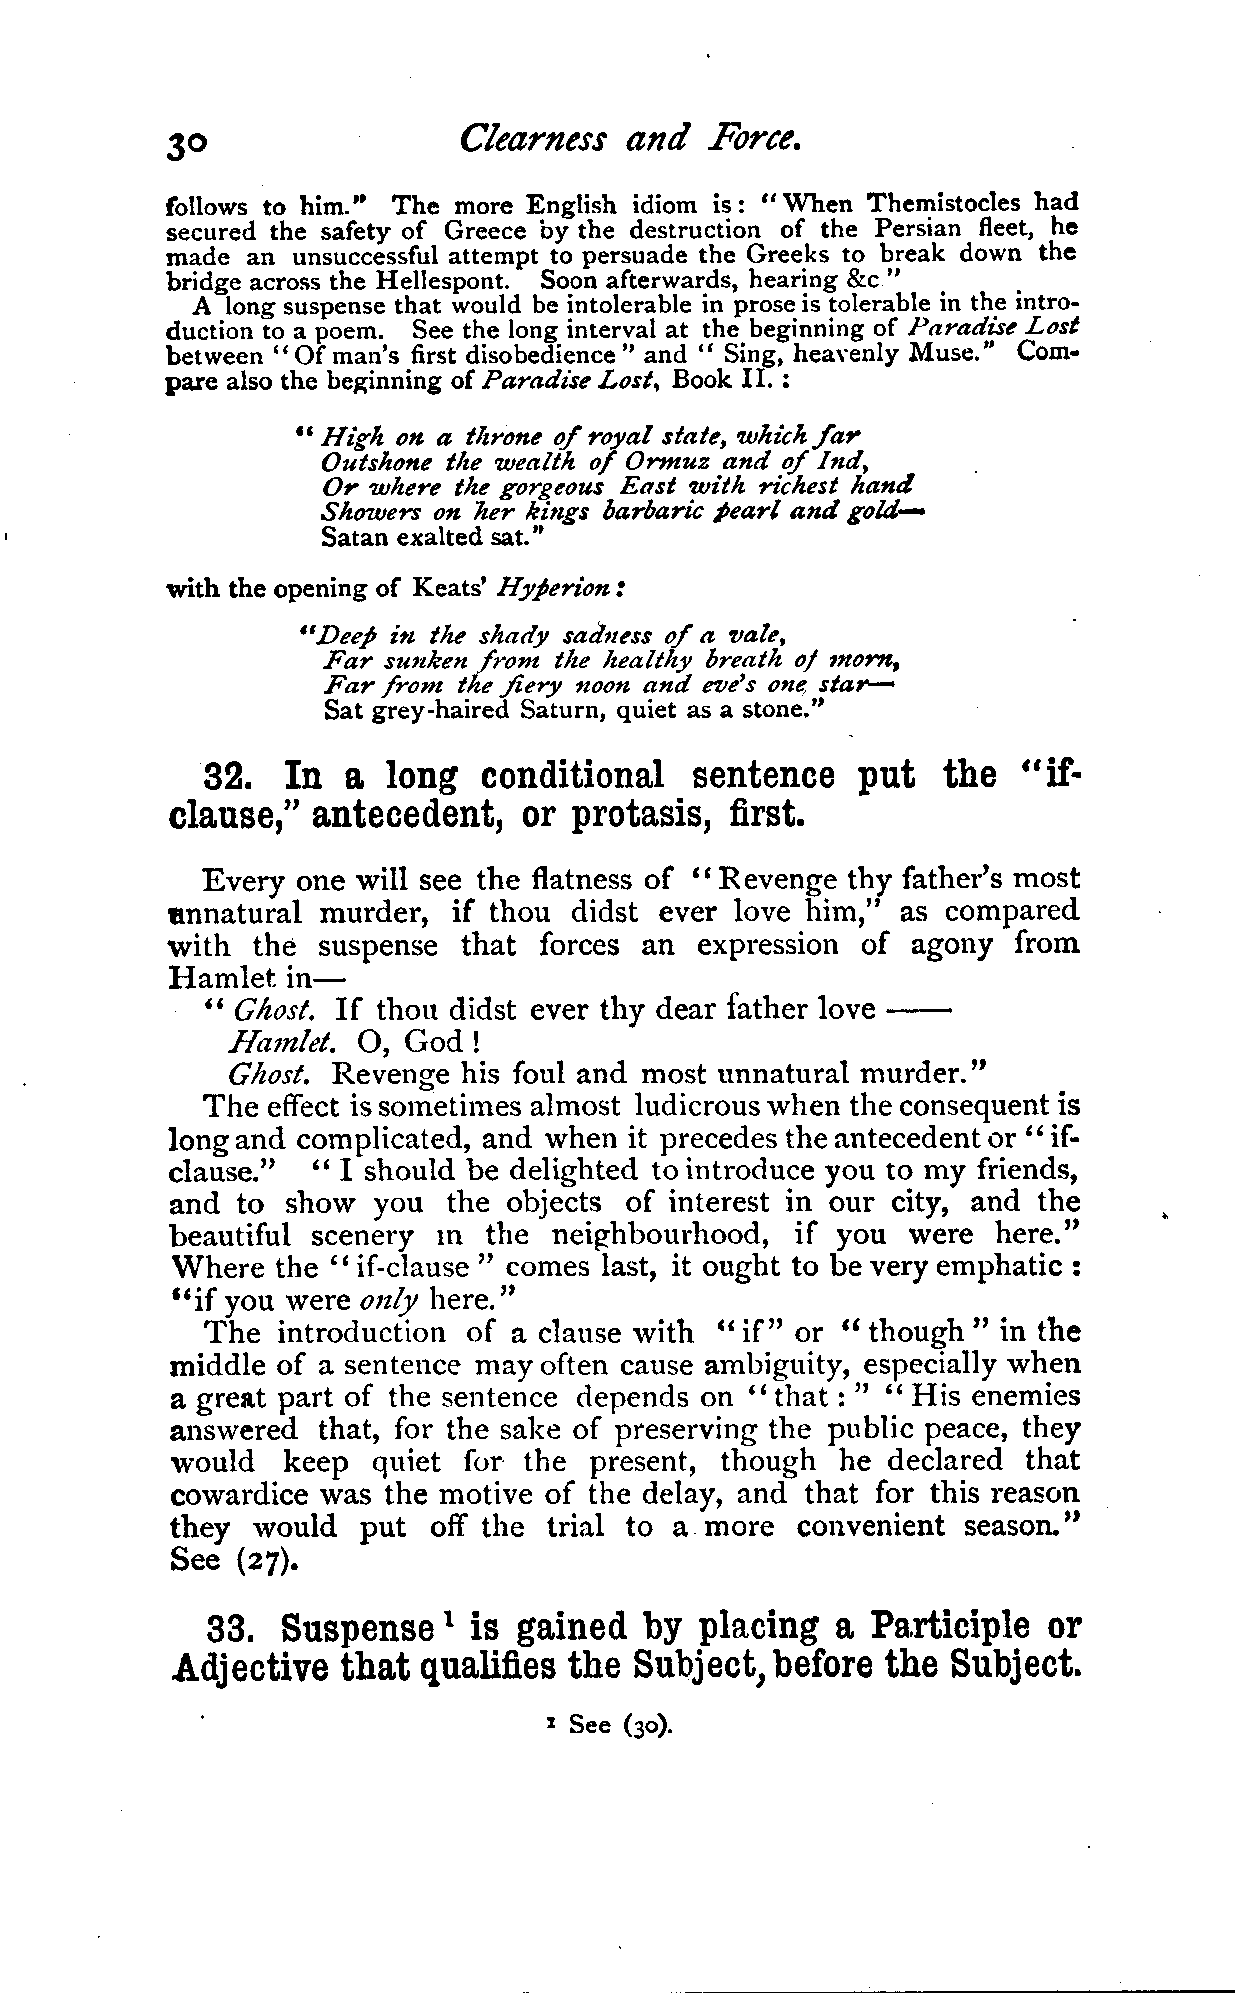 30 Clearness and Force.
follows to him." The more English idiom is: "When Themistocles had
secured the safety of Greece by the destruction of the Persian fleet, he
made an unsuccessful attempt to persuade the Greeks to break down the
bridge across the Hellespont. Soon afterwards, hearing &c"
A long suspense that would be intolerable in prose is tolerable in the intro-
duction to a poem. See the long interval at the beginning of Paradise Lost
between "Of man's first disobedience" and "Sing, heavenly Muse." Com-
pare also the beginning of Paradise Lost, Book II. :
"High on a throne of royal state, which far
Outshone the wealth of Ormuz and of Ind,
Or where the gorgeous East with richest hand
Showers on her kings barbaric pearl and gold—
Satan exalted sat."
with the opening of Keats' Hyperion:
"Deep in the shady sadness of a vale,
Far sunken from the healthy breath of morn,
Far from the fiery noon and eve's one star—
Sat grey-haired Saturn, quiet as a stone."
32. In a long conditional sentence put the "if-
clause," antecedent, or protasis, first.
Every one will see the flatness of "Revenge thy father's most
unnatural murder, if thou didst ever love him," as compared
with the suspense that forces an expression of agony from
Hamlet in—
"Ghost. If thou didst ever thy dear father love ——
Hamlet. O, God!
Ghost. Revenge his foul and most unnatural murder."
The effect is sometimes almost ludicrous when the consequent is
long and complicated, and when it precedes the antecedent or "if-
clause." "I should be delighted to introduce you to my friends,
and to show you the objects of interest in our city, and the
beautiful scenery in the neighbourhood, if you were here."
Where the "if-clause" comes last, it ought to be very emphatic:
"if you were only here."
The introduction of a clause with "if" or "though" in the
middle of a sentence may often cause ambiguity, especially when
a great part of the sentence depends on "that:" "His enemies
answered that, for the sake of preserving the public peace, they
would keep quiet for the present, though he declared that
cowardice was the motive of the delay, and that for this reason
they would put off the trial to a more convenient season."
See (27).
33. Suspense ¹ is gained by placing a Participle or
Adjective that qualifies the Subject, before the Subject.
¹ See (30).